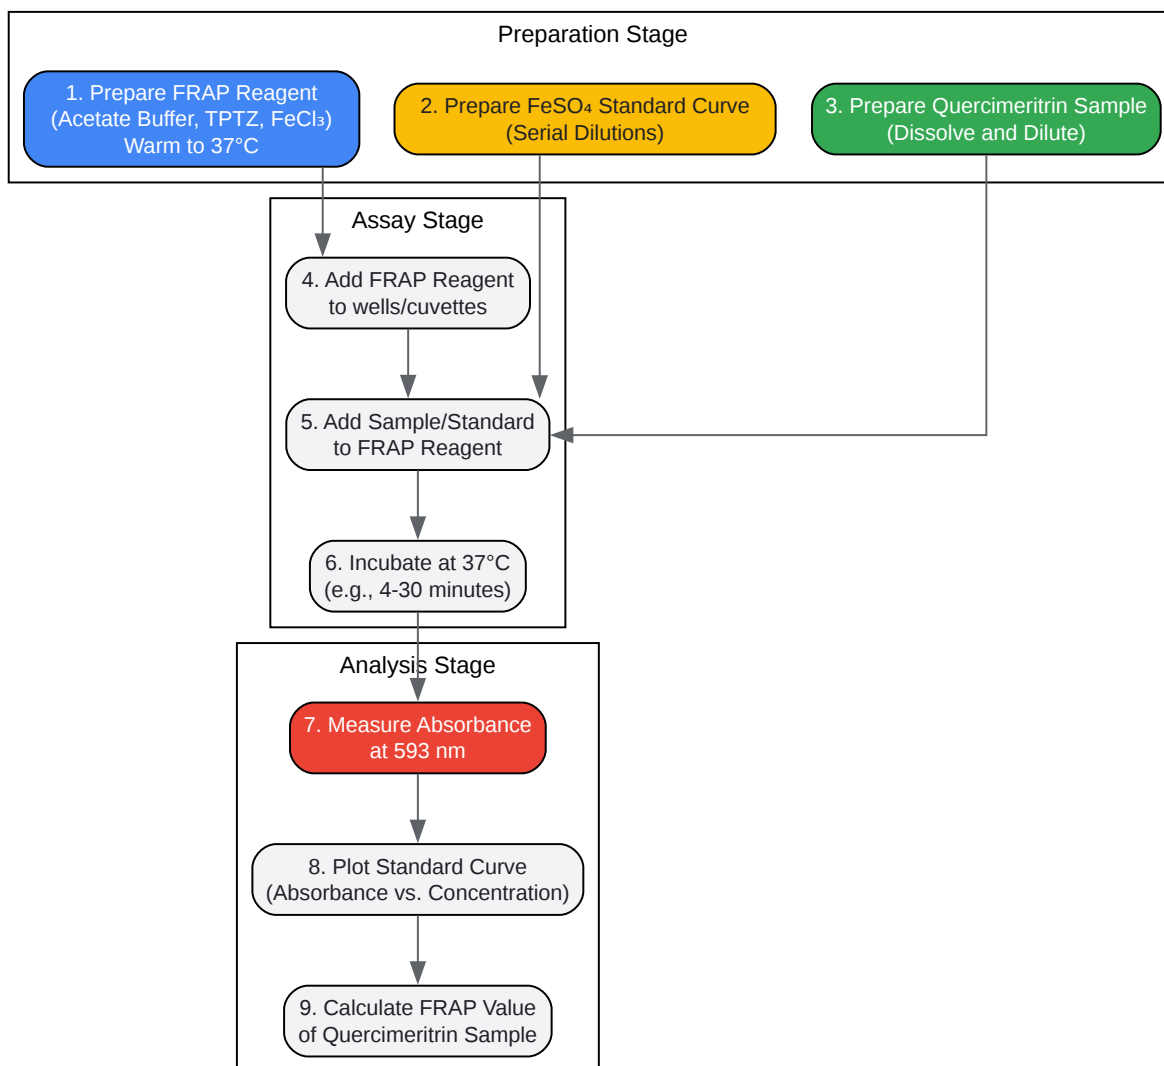 Preparation Stage
1. Prepare FRAP Reagent
(Acetate Buffer, TPTZ, FeCl₃)
Warm to 37°C
2. Prepare FeSO₄ Standard Curve
(Serial Dilutions)
3. Prepare Quercimeritrin Sample
(Dissolve and Dilute)
Assay Stage
4. Add FRAP Reagent
to wells/cuvettes
5. Add Sample/Standard
to FRAP Reagent
6. Incubate at 37°C
(e.g., 4-30 minutes)
Analysis Stage
7. Measure Absorbance
at 593 nm
8. Plot Standard Curve
(Absorbance vs. Concentration)
9. Calculate FRAP Value
of Quercimeritrin Sample